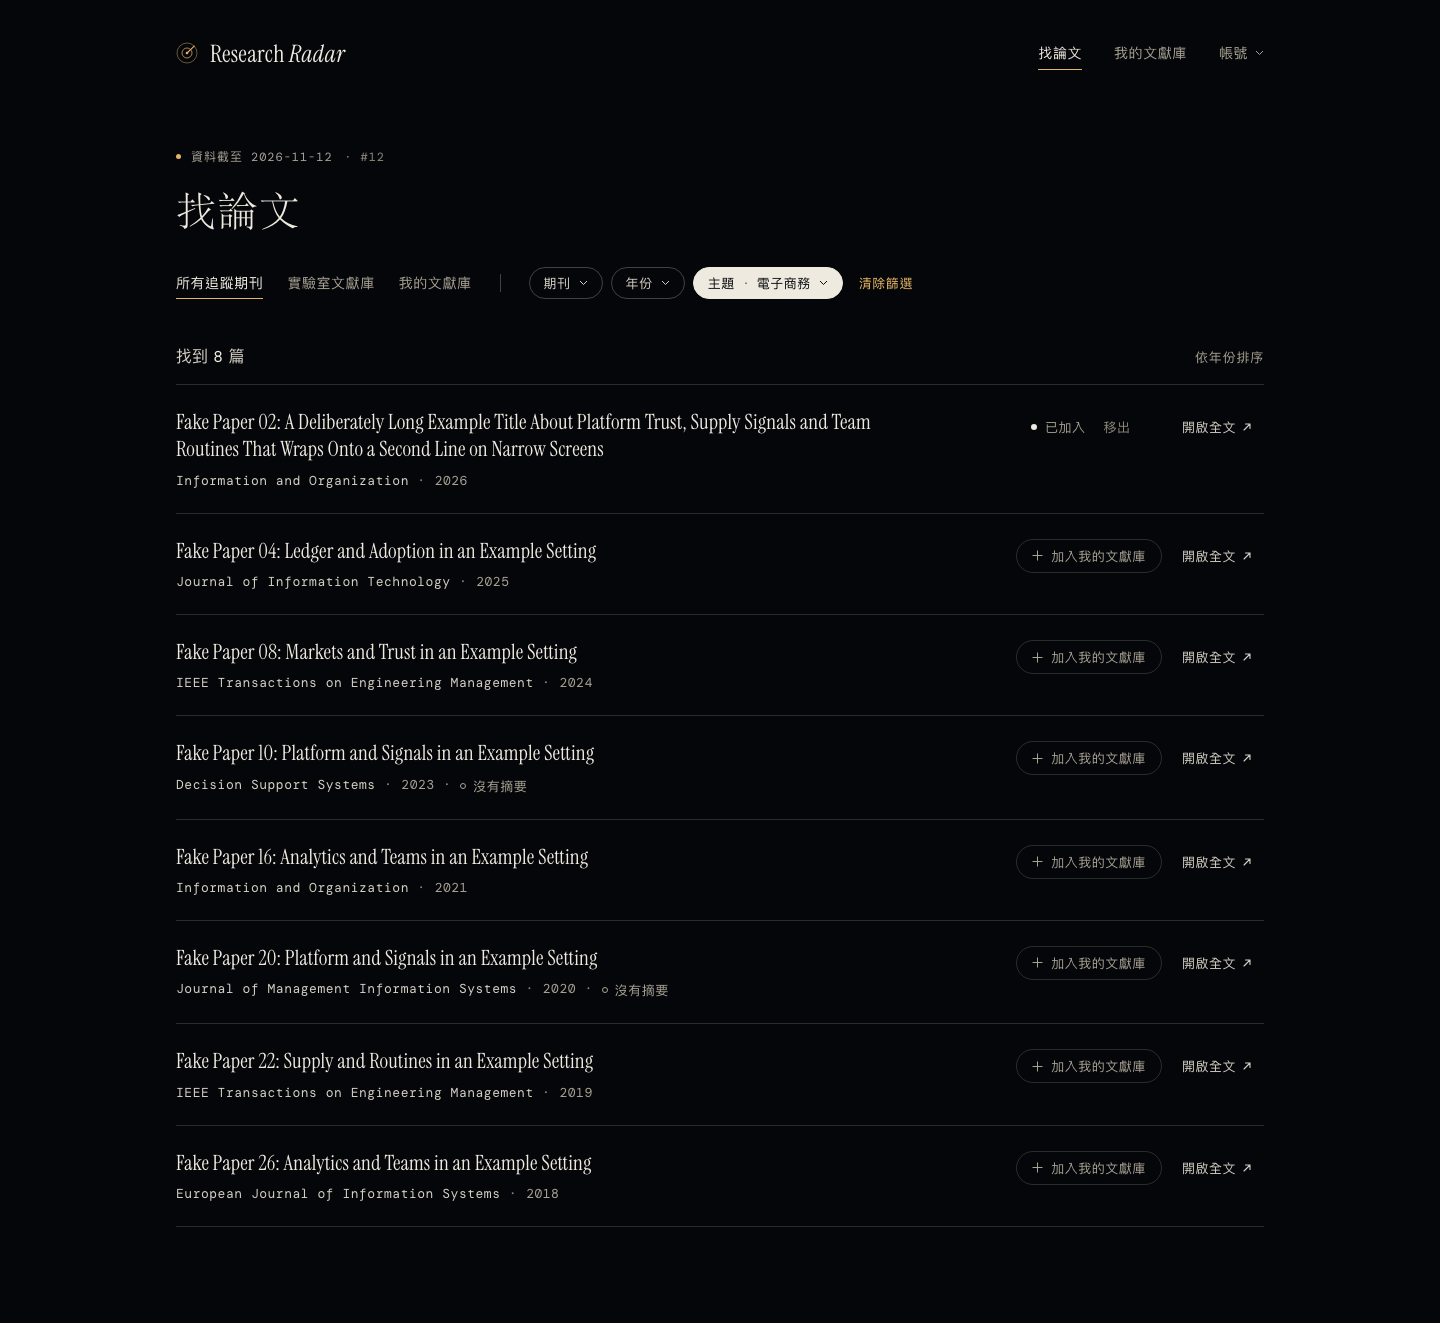 Research Radar
找論文 我的文獻庫 帳號
資料截至 2026-11-12 · #12
找論文
所有追蹤期刊 實驗室文獻庫 我的文獻庫 期刊 年份 主題 · 電子商務 清除篩選
找到 8 篇 依年份排序
Fake Paper 02: A Deliberately Long Example Title About Platform Trust, Supply Signals and Team
Routines That Wraps Onto a Second Line on Narrow Screens
Information and Organization · 2026
已加入 移出 開啟全文 ↗
Fake Paper 04: Ledger and Adoption in an Example Setting
Journal of Information Technology · 2025
+ 加入我的文獻庫 開啟全文 ↗
Fake Paper 08: Markets and Trust in an Example Setting
IEEE Transactions on Engineering Management · 2024
+ 加入我的文獻庫 開啟全文 ↗
Fake Paper 10: Platform and Signals in an Example Setting
Decision Support Systems · 2023 · 沒有摘要
+ 加入我的文獻庫 開啟全文 ↗
Fake Paper 16: Analytics and Teams in an Example Setting
Information and Organization · 2021
+ 加入我的文獻庫 開啟全文 ↗
Fake Paper 20: Platform and Signals in an Example Setting
Journal of Management Information Systems · 2020 · 沒有摘要
+ 加入我的文獻庫 開啟全文 ↗
Fake Paper 22: Supply and Routines in an Example Setting
IEEE Transactions on Engineering Management · 2019
+ 加入我的文獻庫 開啟全文 ↗
Fake Paper 26: Analytics and Teams in an Example Setting
European Journal of Information Systems · 2018
+ 加入我的文獻庫 開啟全文 ↗